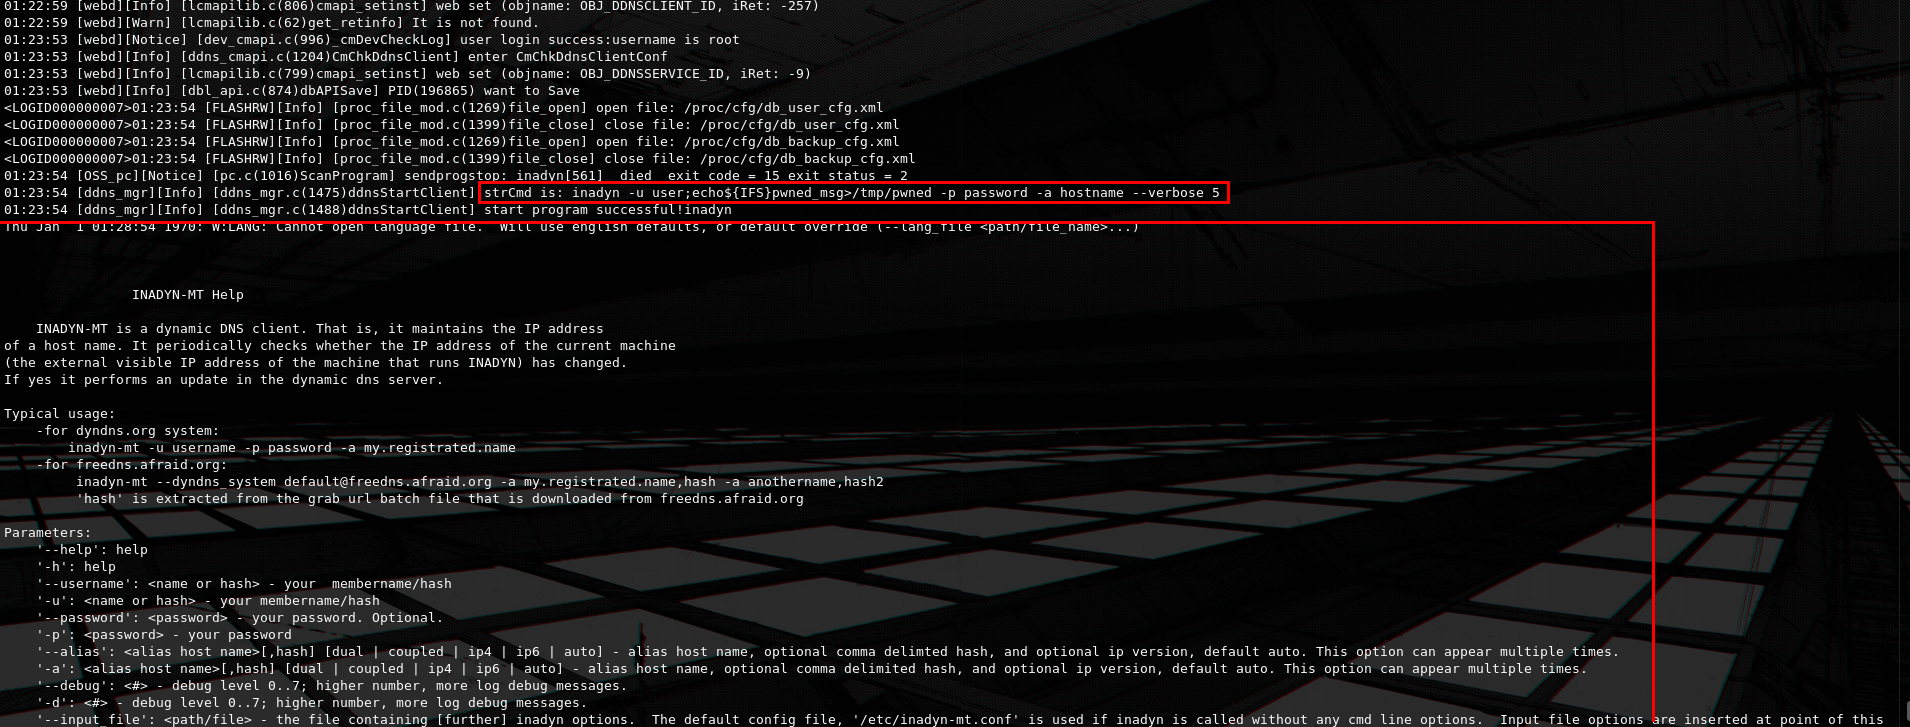 01:22:59 [webd][Info] [lcmapilib.c(806)cmapi_setinst] web set (objname: OBJ_DDNSCLIENT_ID, iRet: -257)
01:22:59 [webd][Warn] [lcmapilib.c(62)get_retinfo] It is not found.
01:23:53 [webd][Notice] [dev_cmapi.c(996)_cmDevCheckLog] user login success:username is root
01:23:53 [webd][Info] [ddns_cmapi.c(1204)CmChkDdnsClient] enter CmChkDdnsClientConf
01:23:53 [webd][Info] [lcmapilib.c(799)cmapi_setinst] web set (objname: OBJ_DDNSSERVICE_ID, iRet: -9)
01:23:53 [webd][Info] [dbl_api.c(874)dbAPISave] PID(196865) want to Save
<LOGID000000007>01:23:54 [FLASHRW][Info] [proc_file_mod.c(1269)file_open] open file: /proc/cfg/db_user_cfg.xml
<LOGID000000007>01:23:54 [FLASHRW][Info] [proc_file_mod.c(1399)file_close] close file: /proc/cfg/db_user_cfg.xml
<LOGID000000007>01:23:54 [FLASHRW][Info] [proc_file_mod.c(1269)file_open] open file: /proc/cfg/db_backup_cfg.xml
<LOGID000000007>01:23:54 [FLASHRW][Info] [proc_file_mod.c(1399)file_close] close file: /proc/cfg/db_backup_cfg.xml
01:23:54 [OSS_pc][Notice] [pc.c(1016)ScanProgram] sendprogstop: inadyn[561]  died  exit code = 15 exit status = 2
01:23:54 [ddns_mgr][Info] [ddns_mgr.c(1475)ddnsStartClient] strCmd is: inadyn -u user;echo${IFS}pwned_msg>/tmp/pwned -p password -a hostname --verbose 5
01:23:54 [ddns_mgr][Info] [ddns_mgr.c(1488)ddnsStartClient] start program successful!inadyn
Thu Jan  1 01:28:54 1970: W:LANG: Cannot open language file.  Will use english defaults, or default override (--lang_file <path/file_name>...)
INADYN-MT Help
INADYN-MT is a dynamic DNS client. That is, it maintains the IP address
of a host name. It periodically checks whether the IP address of the current machine
(the external visible IP address of the machine that runs INADYN) has changed.
If yes it performs an update in the dynamic dns server.
Typical usage:
-for dyndns.org system:
inadyn-mt -u username -p password -a my.registrated.name
-for freedns.afraid.org:
inadyn-mt --dyndns_system default@freedns.afraid.org -a my.registrated.name,hash -a anothername,hash2
'hash' is extracted from the grab url batch file that is downloaded from freedns.afraid.org
Parameters:
'--help': help
'-h': help
'--username': <name or hash> - your  membername/hash
'-u': <name or hash> - your membername/hash
'--password': <password> - your password. Optional.
'-p': <password> - your password
'--alias': <alias host name>[,hash] [dual | coupled | ip4 | ip6 | auto] - alias host name, optional comma delimted hash, and optional ip version, default auto. This option can appear multiple times.
'-a': <alias host name>[,hash] [dual | coupled | ip4 | ip6 | auto] - alias host name, optional comma delimited hash, and optional ip version, default auto. This option can appear multiple times.
'--debug': <#> - debug level 0..7; higher number, more log debug messages.
'-d': <#> - debug level 0..7; higher number, more log debug messages.
'--input_file': <path/file> - the file containing [further] inadyn options.  The default config file, '/etc/inadyn-mt.conf' is used if inadyn is called without any cmd line options.  Input file options are inserted at point of this